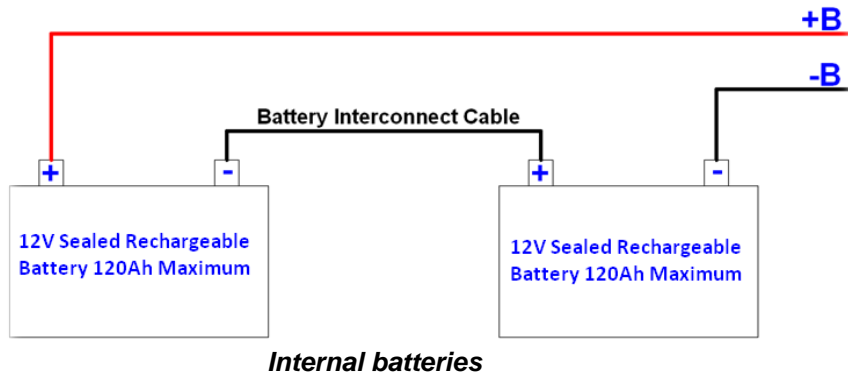 +B
-B
Battery Interconnect Cable
+
-
+
-
12V Sealed Rechargeable
Battery 120Ah Maximum
12V Sealed Rechargeable
Battery 120Ah Maximum
Internal batteries